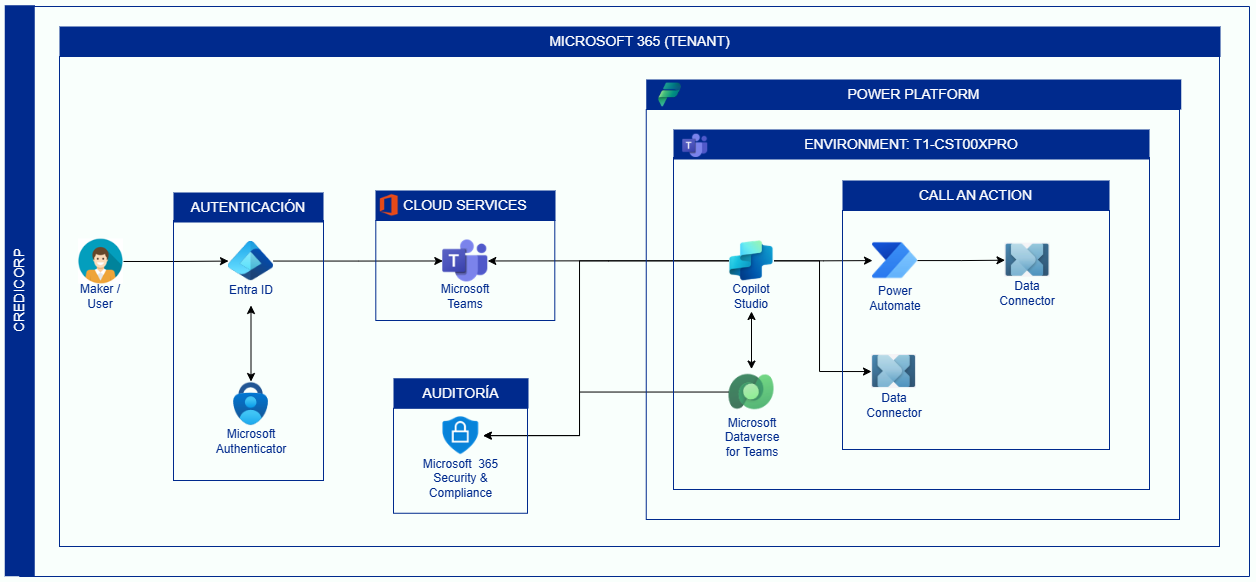 CREDICORP
MICROSOFT 365 (TENANT)
POWER PLATFORM
ENVIRONMENT: T1-CST00XPRO
CALL AN ACTION
AUTENTICACIÓN
CLOUD SERVICES
Maker /
User
Entra ID
Microsoft
Teams
Copilot
Studio
Power
Automate
Data
Connector
Microsoft
Authenticator
AUDITORÍA
Microsoft 365
Security &
Compliance
Microsoft
Dataverse
for Teams
Data
Connector
T
T